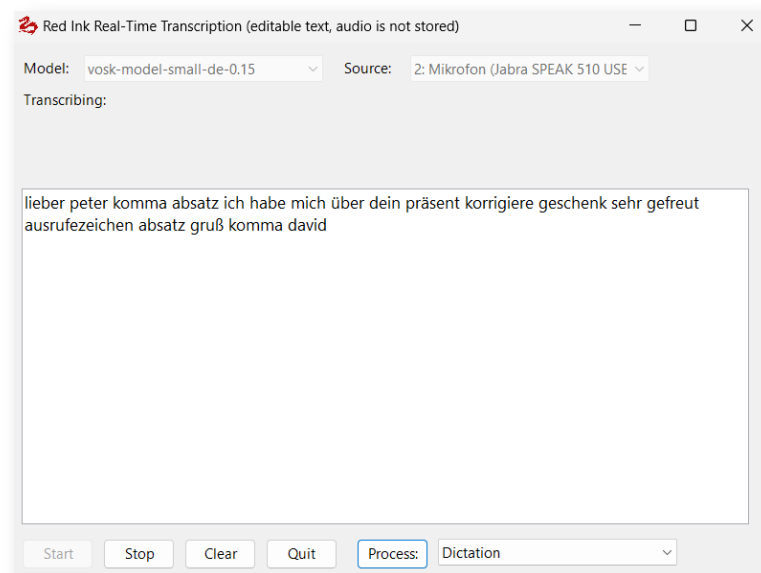 Red Ink Real-Time Transcription (editable text, audio is not stored)
Model: vosk-model-small-de-0.15 Source: 2: Mikrofon (Jabra SPEAK 510 USE
Transcribing:
lieber peter komma absatz ich habe mich über dein präsent korrigiere geschenk sehr gefreut
ausrufezeichen absatz gruß komma david
Start Stop Clear Quit Process: Dictation